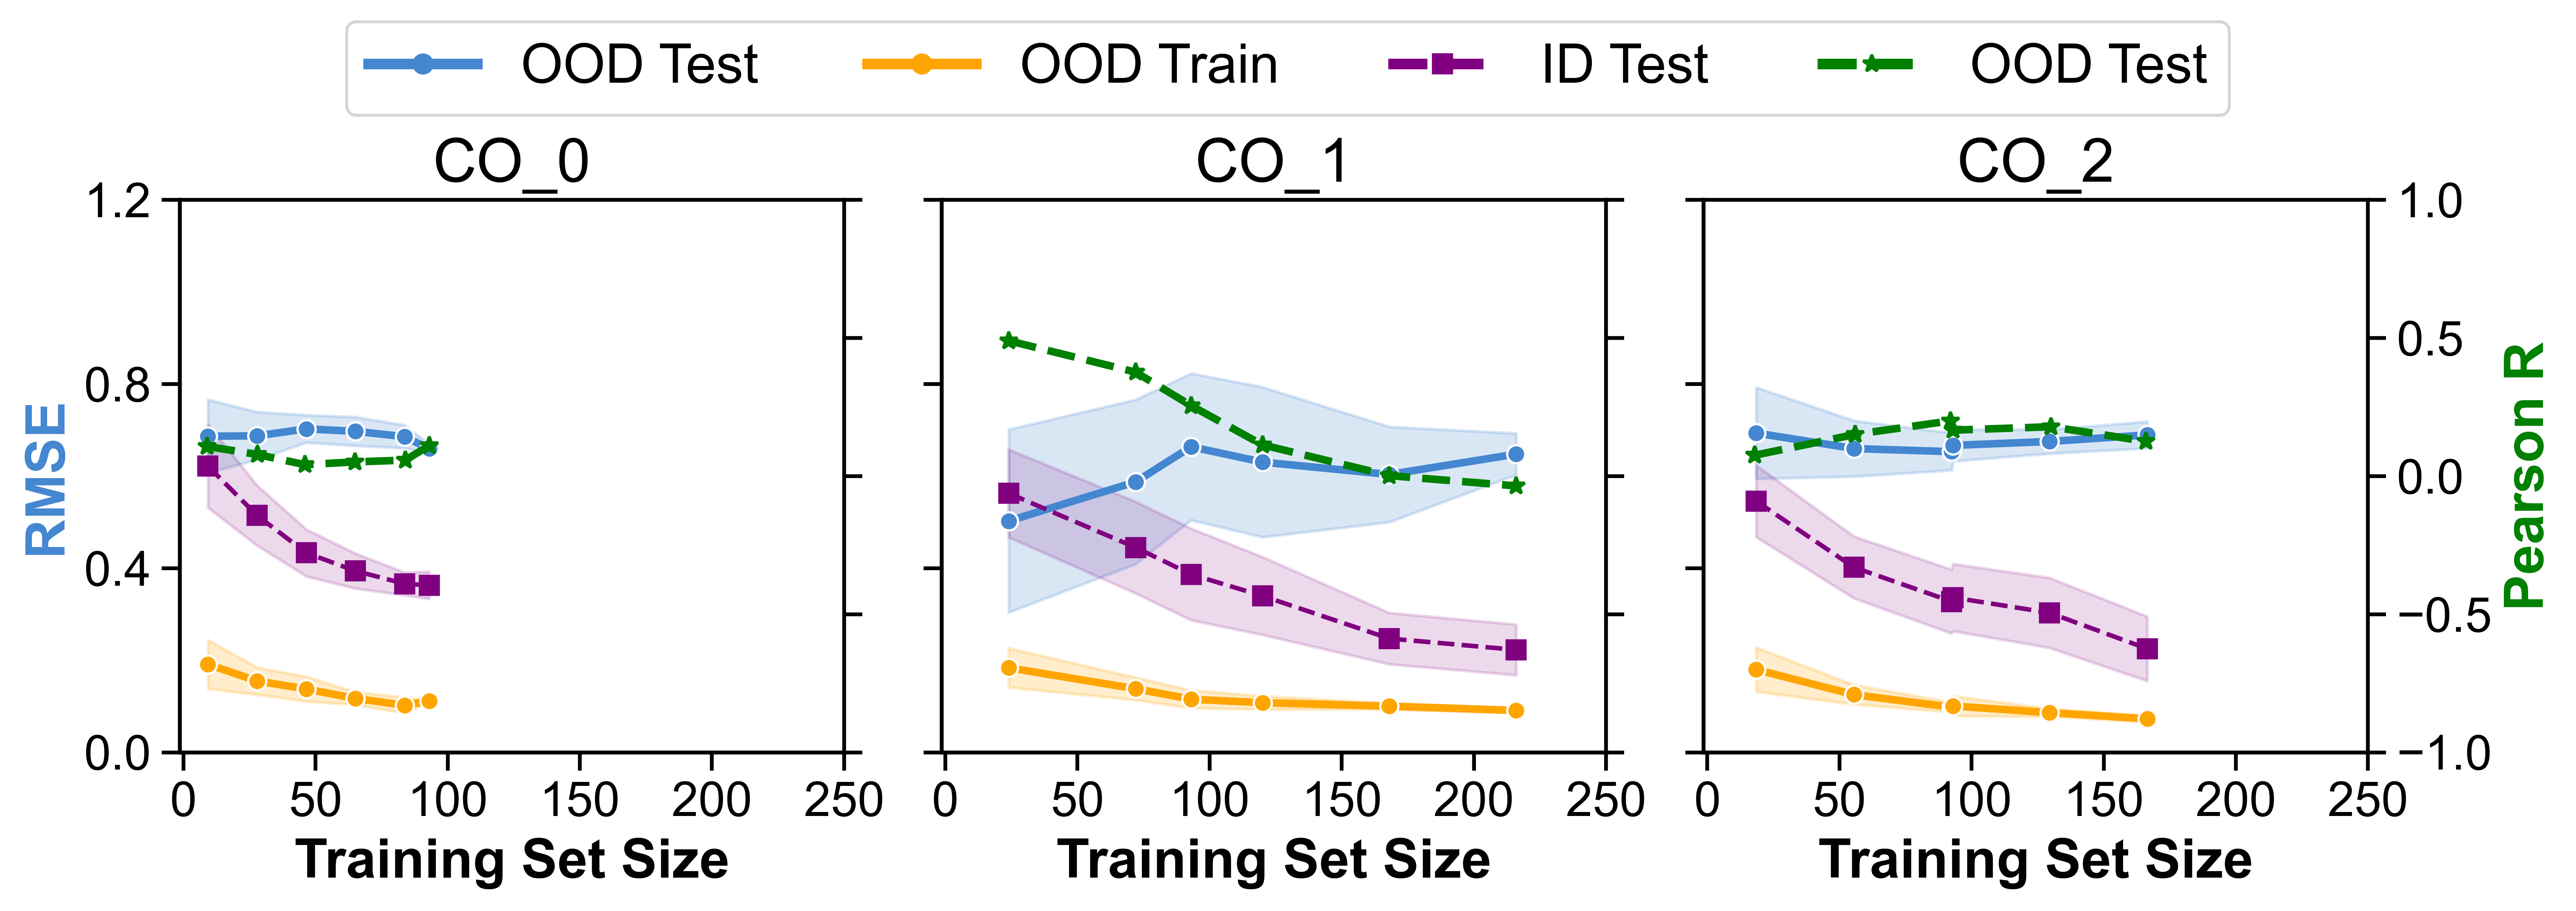 OOD Test OOD Train ID Test OOD Test
CO_0 CO_1 CO_2
1.2
0.8
0.4
0.0
RMSE
1.0
0.5
0.0
−0.5
−1.0
Pearson R
0 50 100 150 200 250
0 50 100 150 200 250
0 50 100 150 200 250
Training Set Size
Training Set Size
Training Set Size